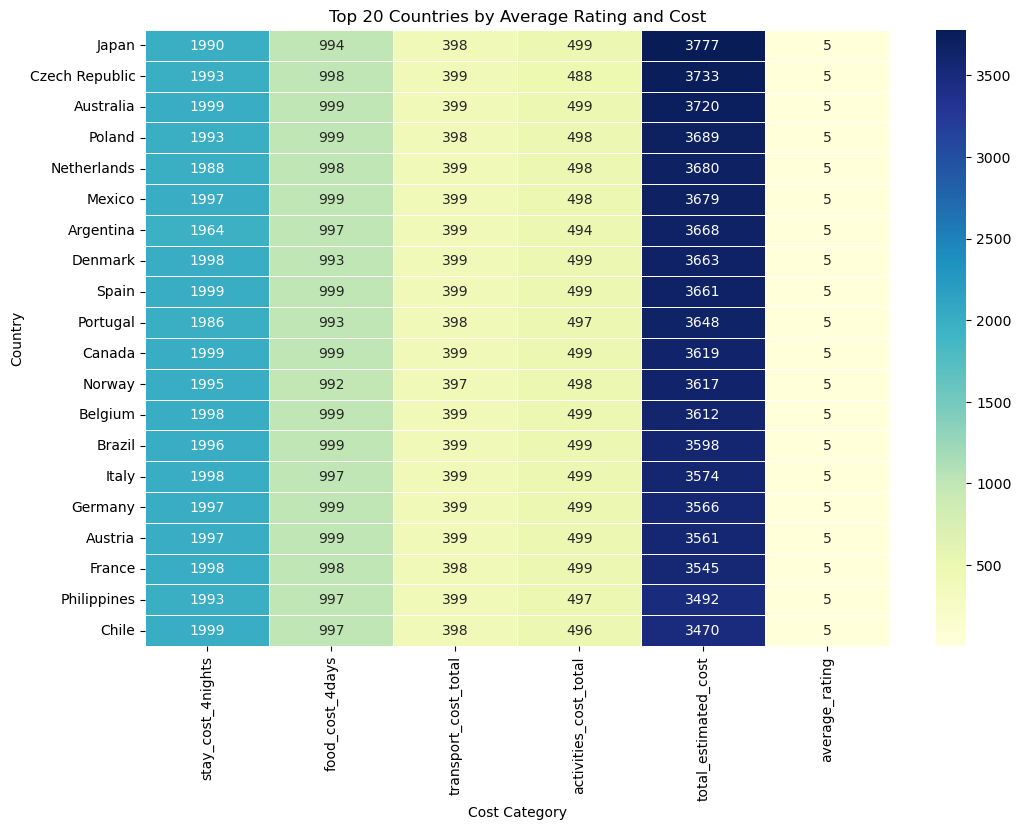 Top 20 Countries by Average Rating and Cost
Japan 1990 994 398 499 3777 5
Czech Republic 1993 998 399 488 3733 5
Australia 1999 999 399 499 3720 5
Poland 1993 999 398 498 3689 5
Netherlands 1988 998 399 498 3680 5
Mexico 1997 999 399 498 3679 5
Argentina 1964 997 399 494 3668 5
Denmark 1998 993 399 499 3663 5
Spain 1999 999 399 499 3661 5
Portugal 1986 993 398 497 3648 5
Canada 1999 999 399 499 3619 5
Norway 1995 992 397 498 3617 5
Belgium 1998 999 399 499 3612 5
Brazil 1996 999 399 499 3598 5
Italy 1998 997 399 499 3574 5
Germany 1997 999 399 499 3566 5
Austria 1997 999 399 499 3561 5
France 1998 998 398 499 3545 5
Philippines 1993 997 399 497 3492 5
Chile 1999 997 398 496 3470 5
Country
stay_cost_4nights
food_cost_4days
transport_cost_total
activities_cost_total
total_estimated_cost
average_rating
Cost Category
3500
3000
2500
2000
1500
1000
500